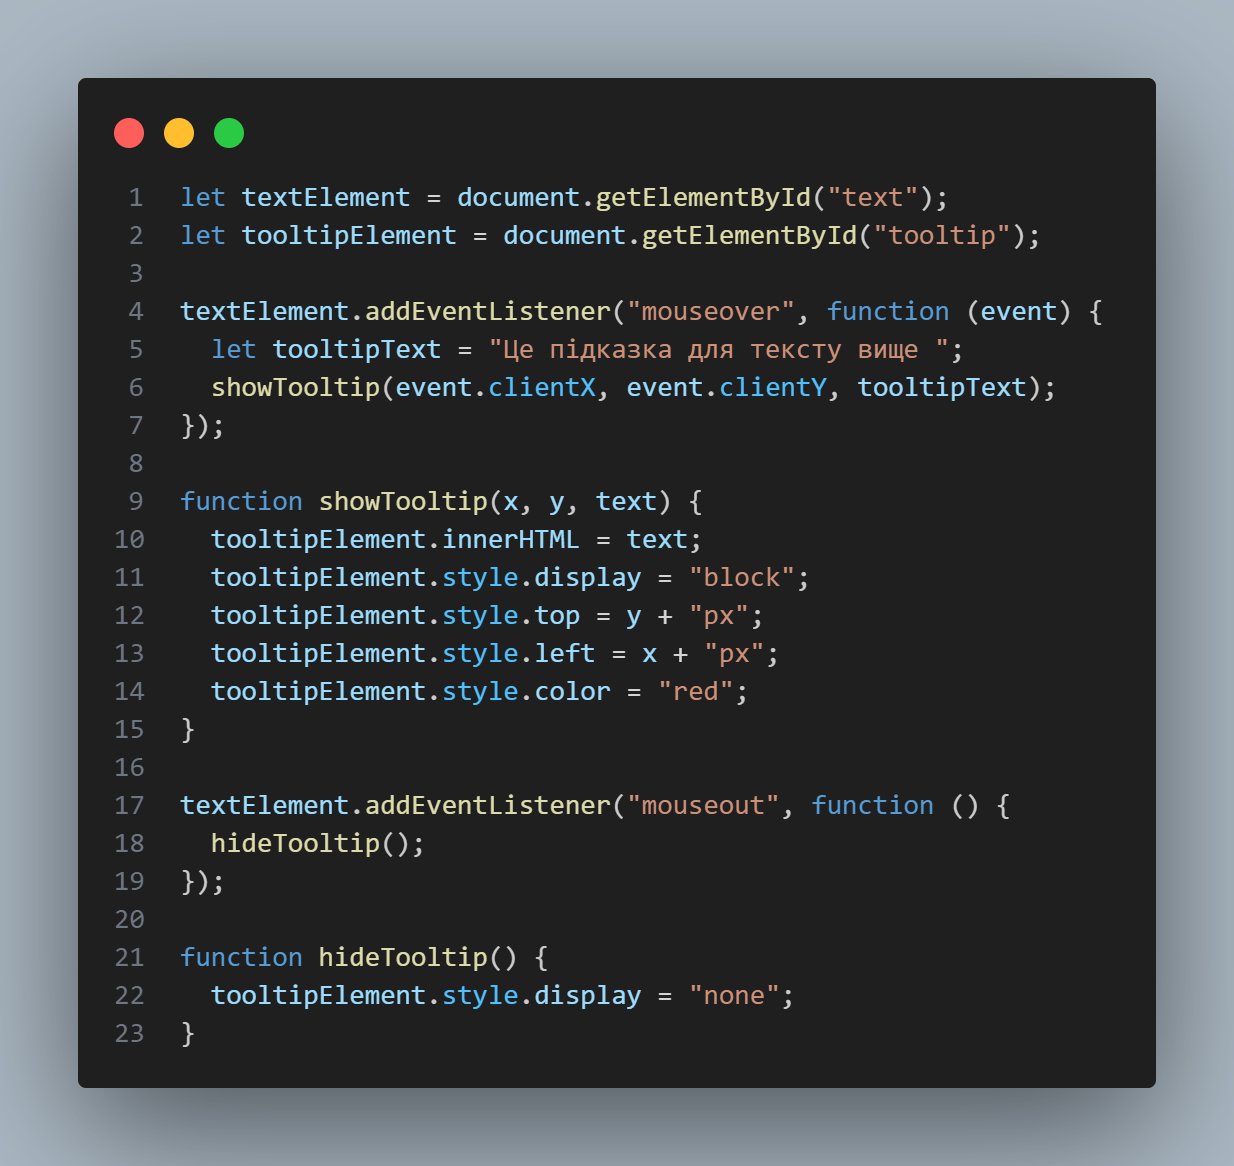 1 let textElement = document.getElementById("text");
2 let tooltipElement = document.getElementById("tooltip");
3
4 textElement.addEventListener("mouseover", function (event) {
5   let tooltipText = "Це підказка для тексту вище ";
6   showTooltip(event.clientX, event.clientY, tooltipText);
7 });
8
9 function showTooltip(x, y, text) {
10   tooltipElement.innerHTML = text;
11   tooltipElement.style.display = "block";
12   tooltipElement.style.top = y + "px";
13   tooltipElement.style.left = x + "px";
14   tooltipElement.style.color = "red";
15 }
16
17 textElement.addEventListener("mouseout", function () {
18   hideTooltip();
19 });
20
21 function hideTooltip() {
22   tooltipElement.style.display = "none";
23 }